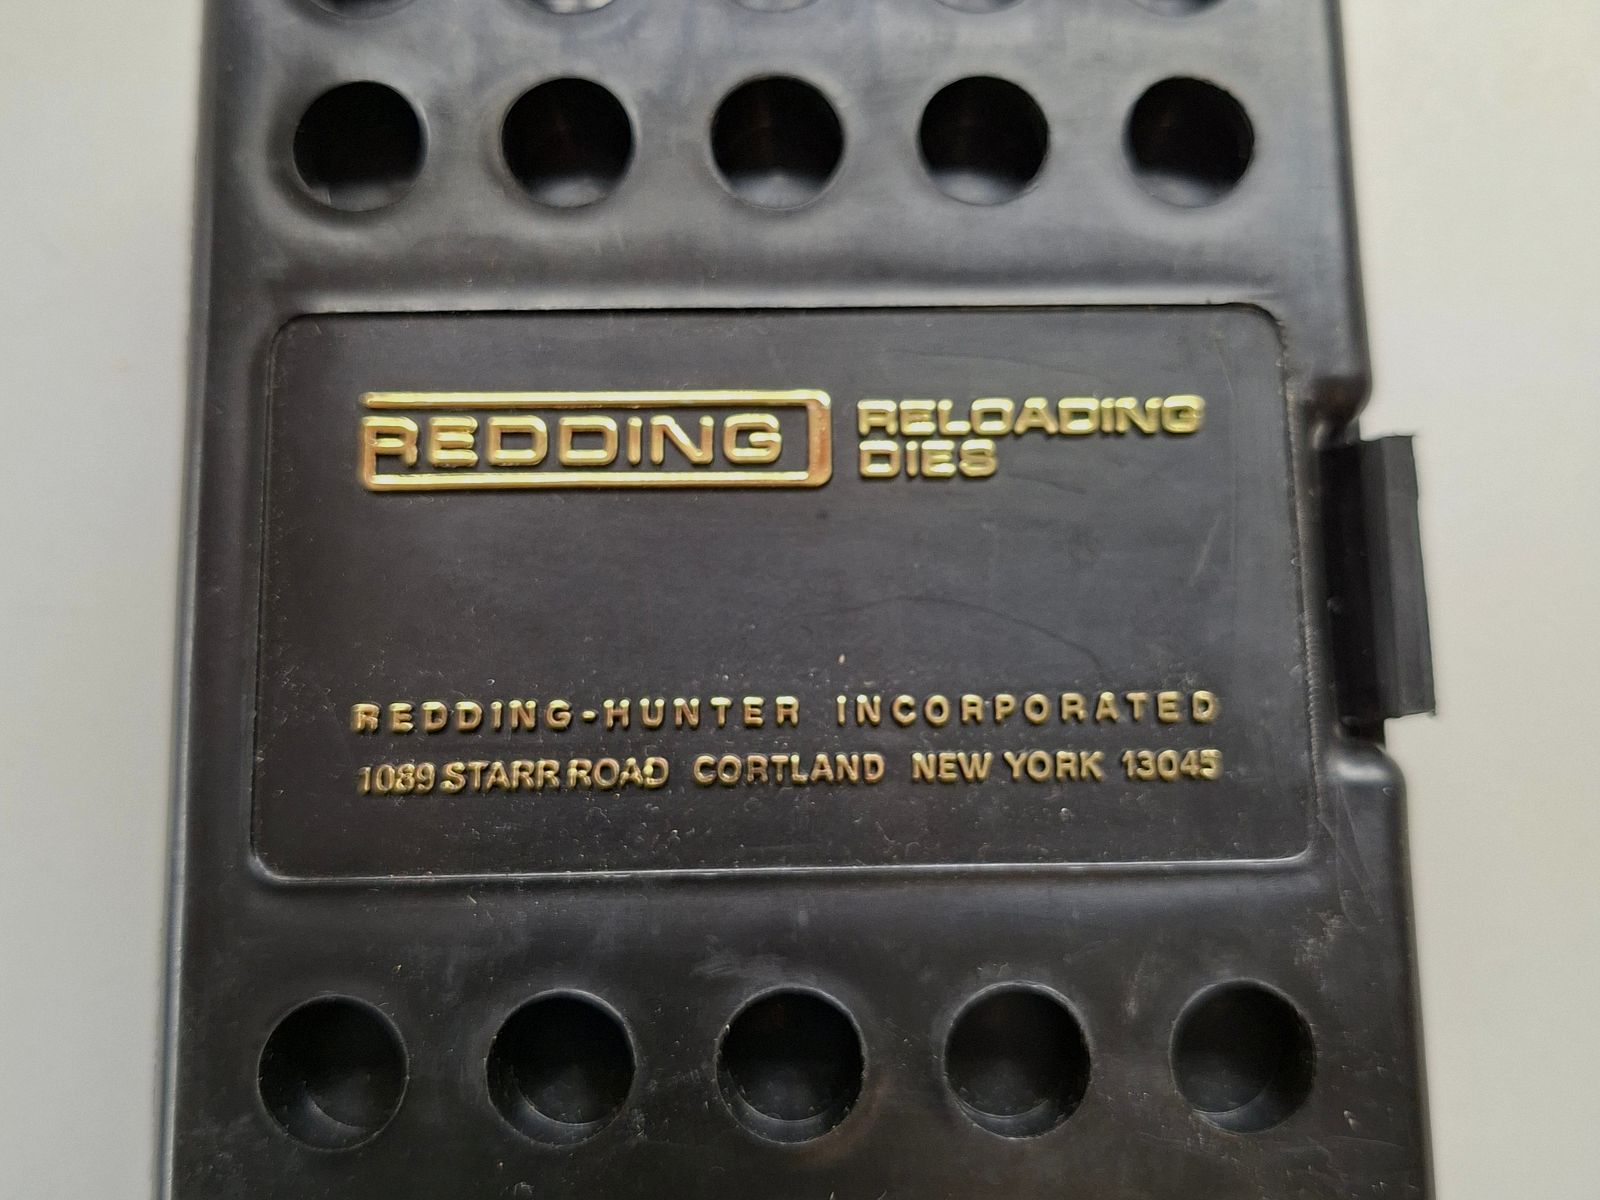 REDDiNG RELOADiNG
DiES
REDDING-HUNTER INCORPORATED
1089 STARR ROAD CORTLAND NEW YORK 13045